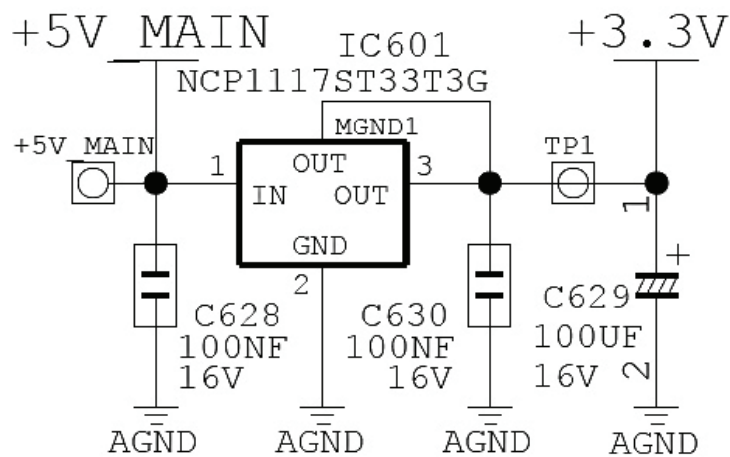 +5V_MAIN
+3.3V
IC601
NCP1117ST33T3G
MGND1
+5V_MAIN
TP1
1
OUT
3
IN
OUT
GND
1
2
+
C628
100NF
16V
C630
100NF
16V
C629
100UF
16V
2
AGND
AGND
AGND
AGND